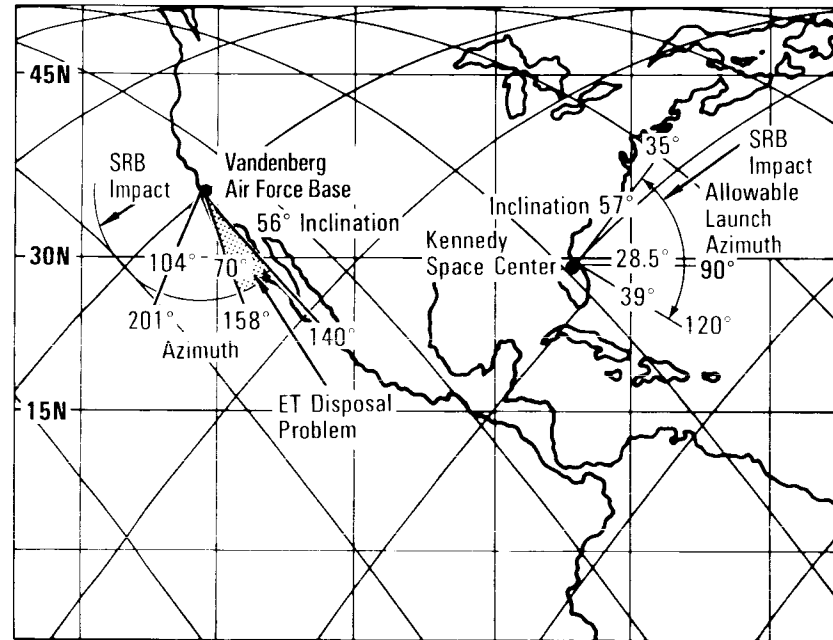 45N
SRB
Impact
Vandenberg
Air Force Base
56° Inclination
30N
104°
70°
201°
158°
Azimuth
140°
ET Disposal
Problem
15N
35°
SRB
Impact
Inclination 57°
Allowable
Launch
Azimuth
Kennedy
Space Center
28.5°
90°
39°
120°